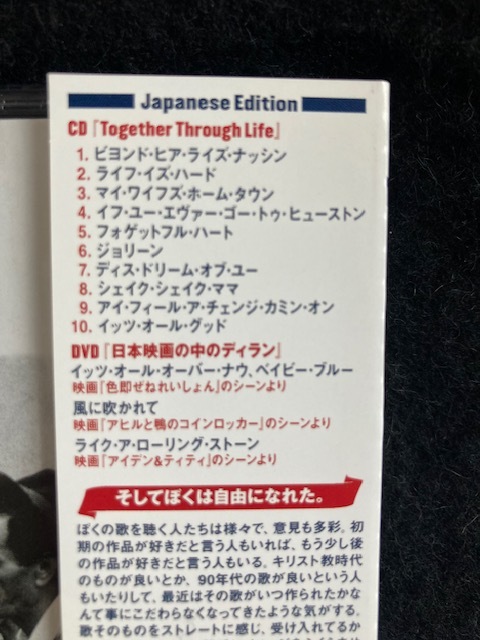 Japanese Edition
CD『Together Through Life』
1. ビヨンド・ヒア・ライズ・ナッシン
2. ライフ・イズ・ハード
3. マイ・ワイフズ・ホーム・タウン
4. イフ・ユー・エヴァー・ゴー・トゥ・ヒューストン
5. フォゲットフル・ハート
6. ジョリーン
7. ディス・ドリーム・オブ・ユー
8. シェイク・シェイク・ママ
9. アイ・フィール・ア・チェンジ・カミン・オン
10. イッツ・オール・グッド
DVD『日本映画の中のディラン』
イッツ・オール・オーバー・ナウ、ベイビー・ブルー
映画『色即ぜねれいしょん』のシーンより
風に吹かれて
映画『アヒルと鴨のコインロッカー』のシーンより
ライク・ア・ローリング・ストーン
映画『アイデン&ティティ』のシーンより
そしてぼくは自由になれた。
ぼくの歌を聴く人たちは様々で、意見も多彩。初
期の作品が好きだと言う人もいれば、もう少し後
の作品が好きだと言う人もいる。キリスト教時代
のものが良いとか、90年代の歌が良いという人
もいたりして、最近はその歌がいつ作られたかな
んて事にこだわらなくなってきたような気がする。
歌そのものをストレートに感じ、受け入れてるか